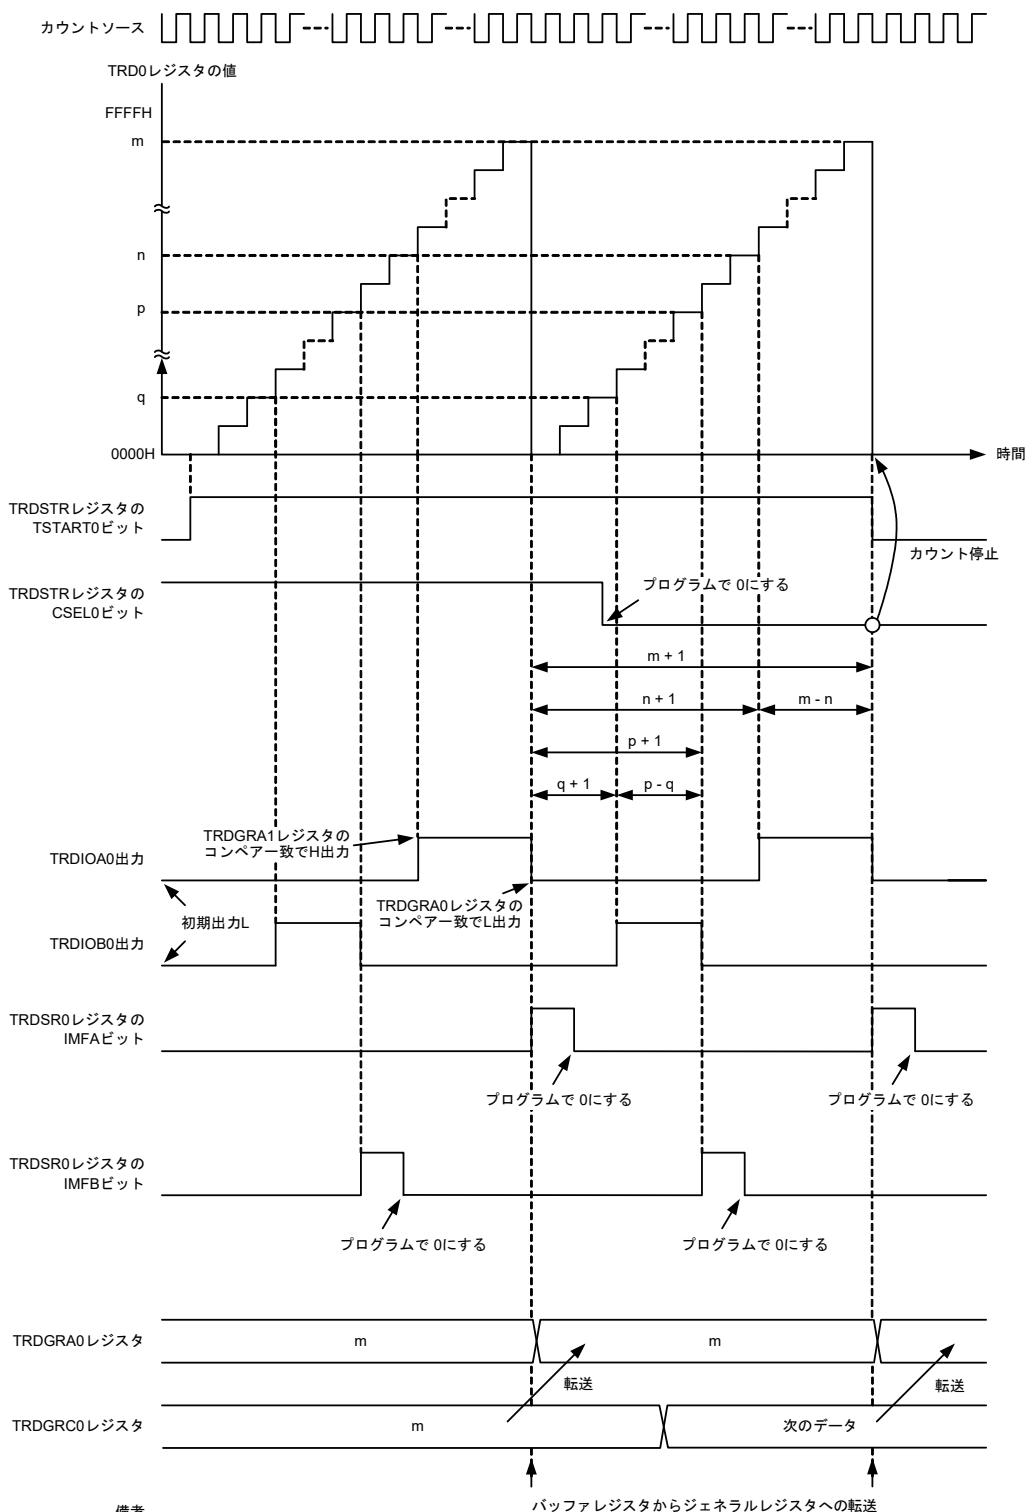 カウントソース
TRD0レジスタの値
FFFFH
m
n
p
q
0000H
時間
TRDSTRレジスタの
TSTART0ビット
カウント停止
TRDSTRレジスタの
CSEL0ビット
プログラムで 0にする
m + 1
n + 1
m - n
p + 1
q + 1
p - q
TRDGRA1レジスタの
コンペア一致でH出力
TRDIOA0出力
TRDGRA0レジスタの
コンペア一致でL出力
初期出力L
TRDIOB0出力
TRDSR0レジスタの
IMFAビット
プログラムで 0にする
プログラムで 0にする
TRDSR0レジスタの
IMFBビット
プログラムで 0にする
プログラムで 0にする
TRDGRA0レジスタ
m
m
転送
転送
TRDGRC0レジスタ
m
次のデータ
バッファレジスタからジェネラルレジスタへの転送
備考